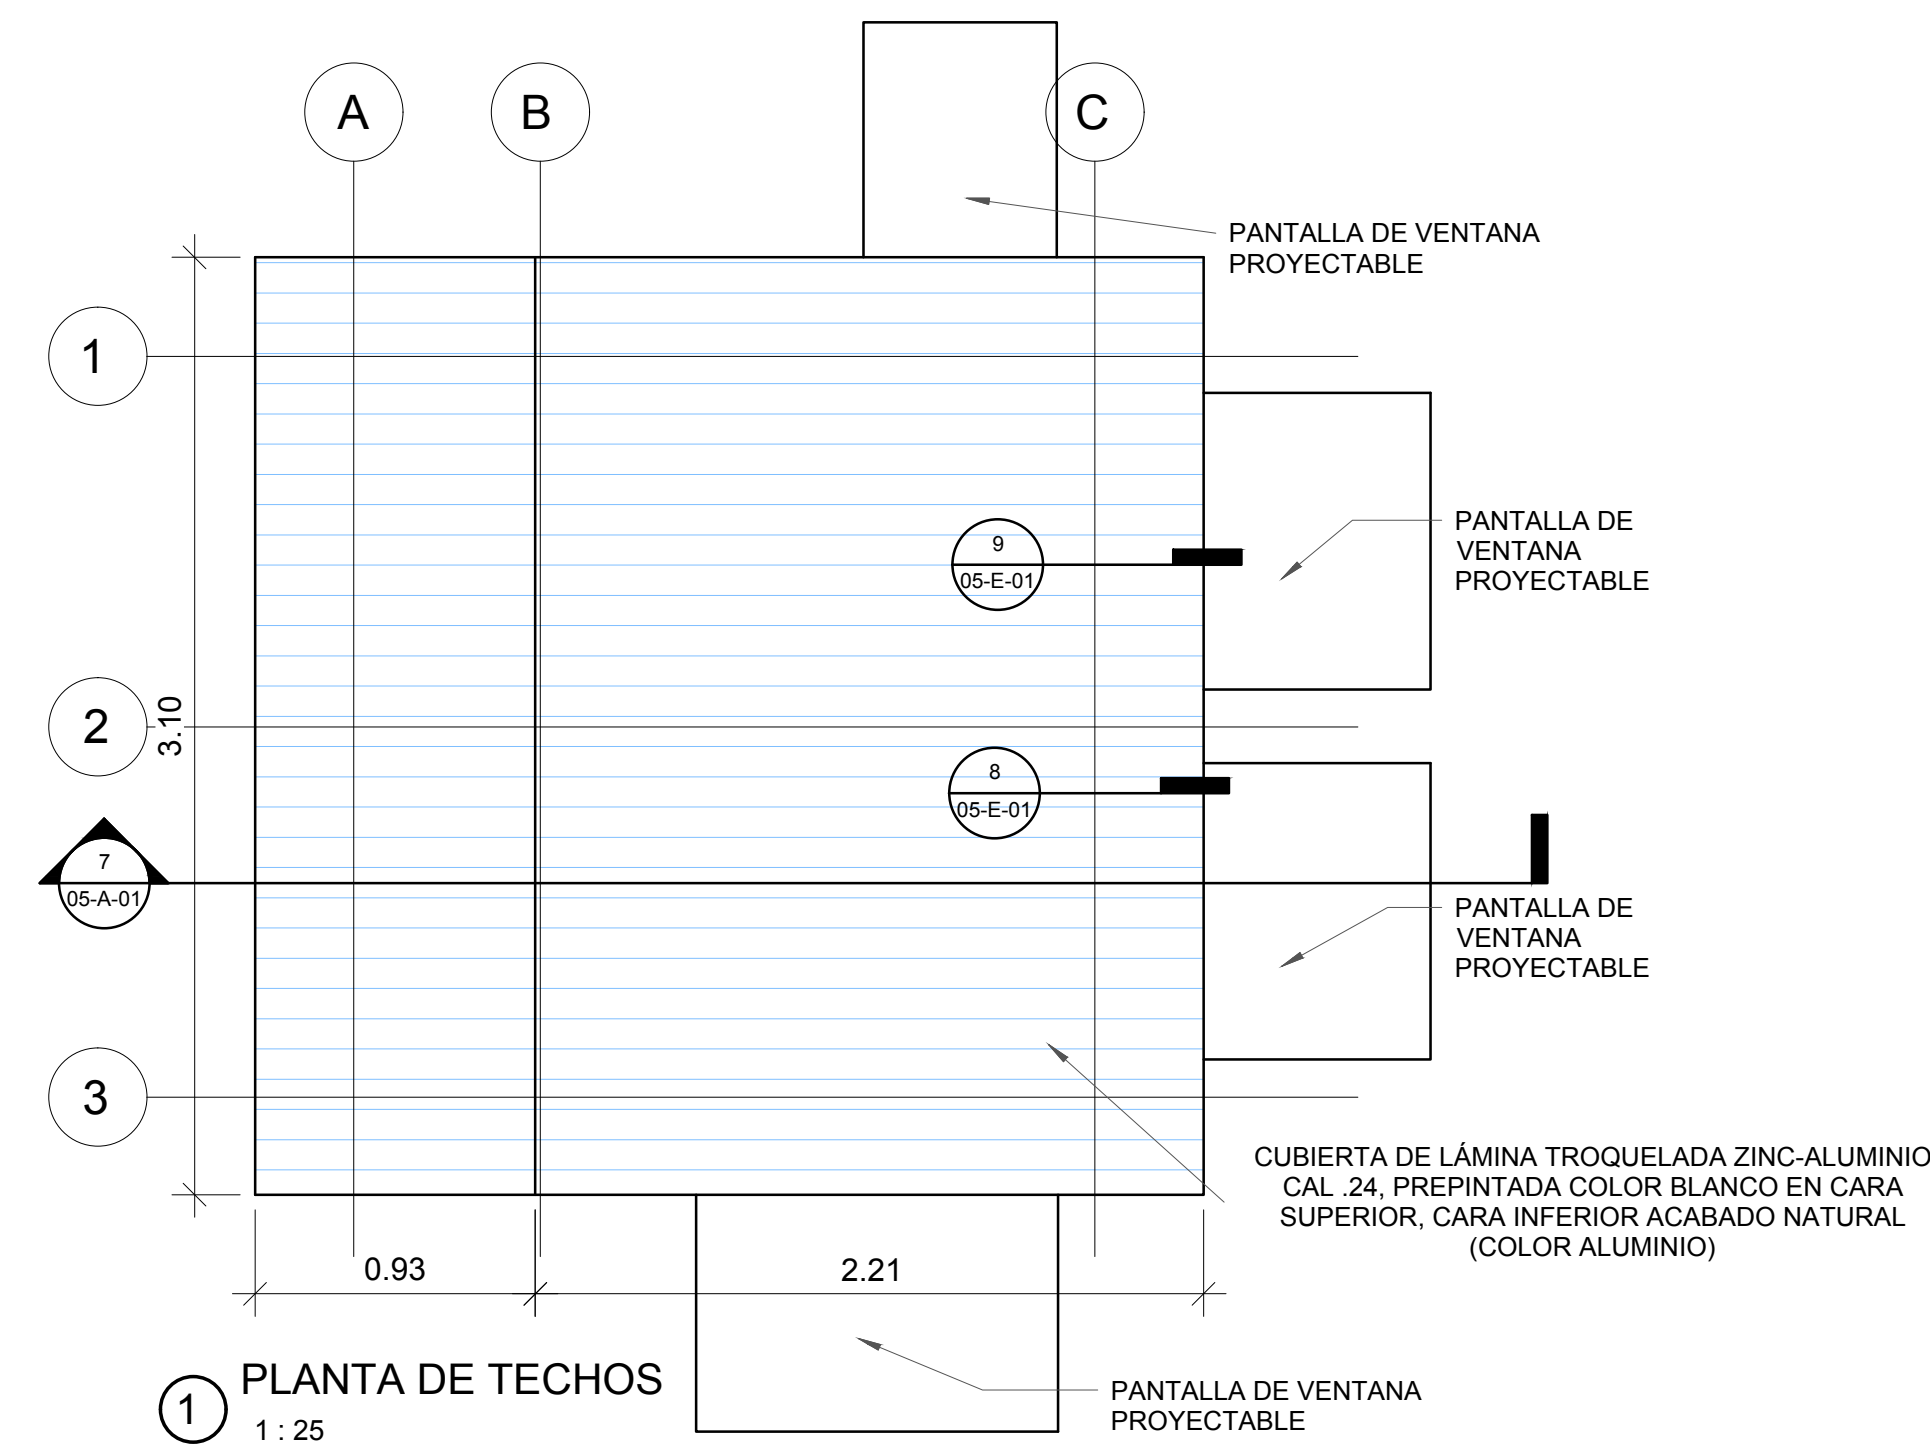 A
B
C
PANTALLA DE VENTANA
PROYECTABLE
1
9
05-E-01
PANTALLA DE
VENTANA
PROYECTABLE
2
3.10
8
05-E-01
7
05-A-01
PANTALLA DE
VENTANA
PROYECTABLE
3
CUBIERTA DE LÁMINA TROQUELADA ZINC-ALUMINIO
CAL .24, PREPINTADA COLOR BLANCO EN CARA
SUPERIOR, CARA INFERIOR ACABADO NATURAL
(COLOR ALUMINIO)
0.93
2.21
1
PLANTA DE TECHOS
1 : 25
PANTALLA DE VENTANA
PROYECTABLE